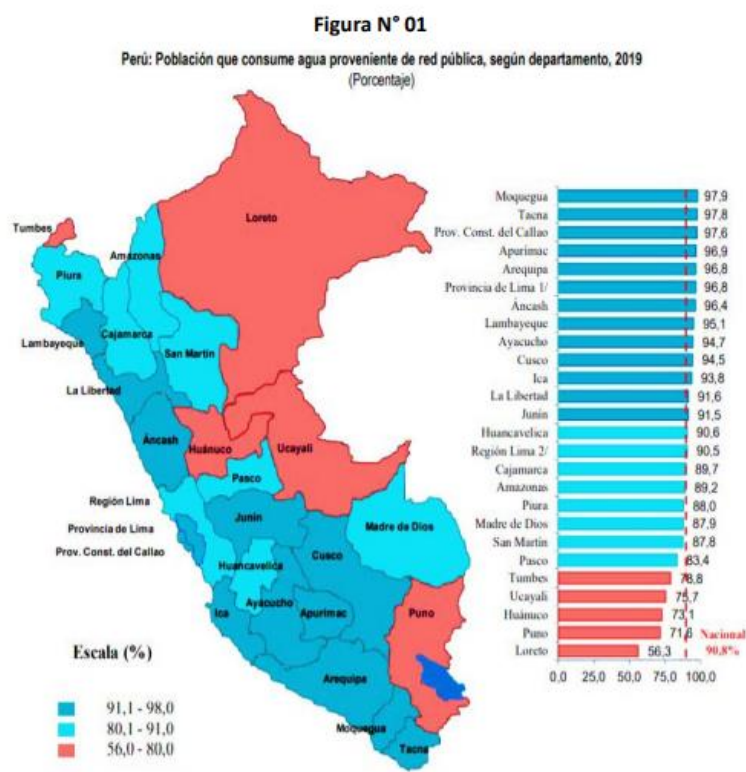 Figura N° 01
Perú: Población que consume agua proveniente de red pública, según departamento, 2019
(Porcentaje)
Loreto
Tumbes
Amazonas
Piura
Lambayeque
Cajamarca
San Martín
La Libertad
Áncash
Huánuco
Ucayali
Pasco
Región Lima
Junín
Madre de Dios
Provincia de Lima
Prov. Const. del Callao
Cusco
Huancavelica
Ica
Ayacucho
Apurimac
Puno
Arequipa
Moquegua
Tacna
Escala (%)
91,1 - 98,0
80,1 - 91,0
56,0 - 80,0
Moquegua 97,9
Tacna 97,8
Prov. Const. del Callao 97,6
Apurimac 96,9
Arequipa 96,8
Provincia de Lima 1/ 96,8
Áncash 96,4
Lambayeque 95,1
Ayacucho 94,7
Cusco 94,5
Ica 93,8
La Libertad 91,6
Junín 91,5
Huancavelica 90,6
Región Lima 2/ 90,5
Cajamarca 89,7
Amazonas 89,2
Piura 88,0
Madre de Dios 87,9
San Martín 87,8
Pasco 83,4
Tumbes 78,8
Ucayali 75,7
Huánuco 73,1
Puno 71,6
Loreto 56,3
Nacional
90,8%
0,0 25,0 50,0 75,0 100,0